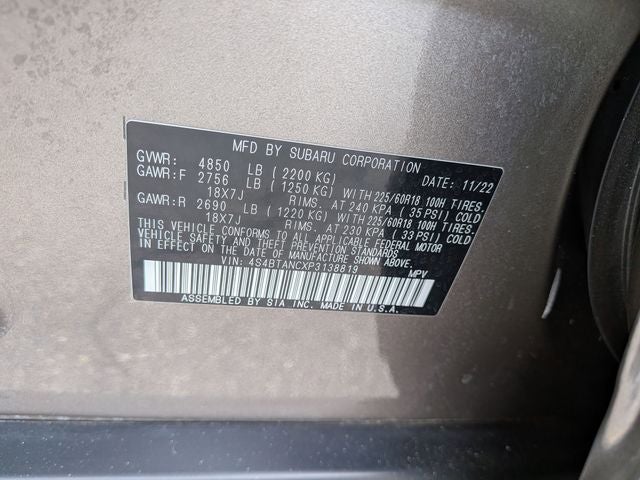 MFD BY SUBARU CORPORATION
GVWR: 4850 LB (2200 KG) DATE: 11/22
GAWR:F 2756 LB (1250 KG) WITH 225/60R18 100H TIRES,
18X7J RIMS, AT 240 KPA ( 35 PSI) COLD
GAWR:R 2690 LB (1220 KG) WITH 225/60R18 100H TIRES,
18X7J RIMS, AT 230 KPA ( 33 PSI) COLD
THIS VEHICLE CONFORMS TO ALL APPLICABLE FEDERAL MOTOR
VEHICLE SAFETY AND THEFT PREVENTION STANDARDS
IN EFFECT ON THE DATE OF MANUFACTURE SHOWN ABOVE.
VIN: 4S4BTANCXP3138819 MPV
ASSEMBLED BY SIA INC. MADE IN U.S.A.